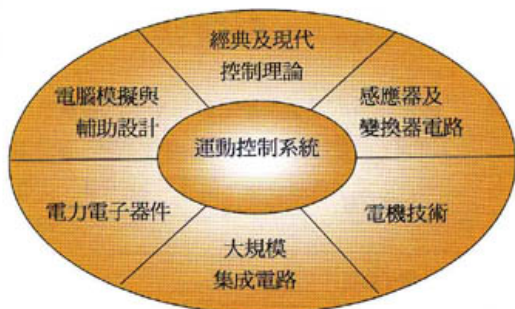 經典及現代
控制理論
電腦模擬與
輔助設計
感應器及
變換器電路
運動控制系統
電力電子器件
電機技術
大規模
集成電路